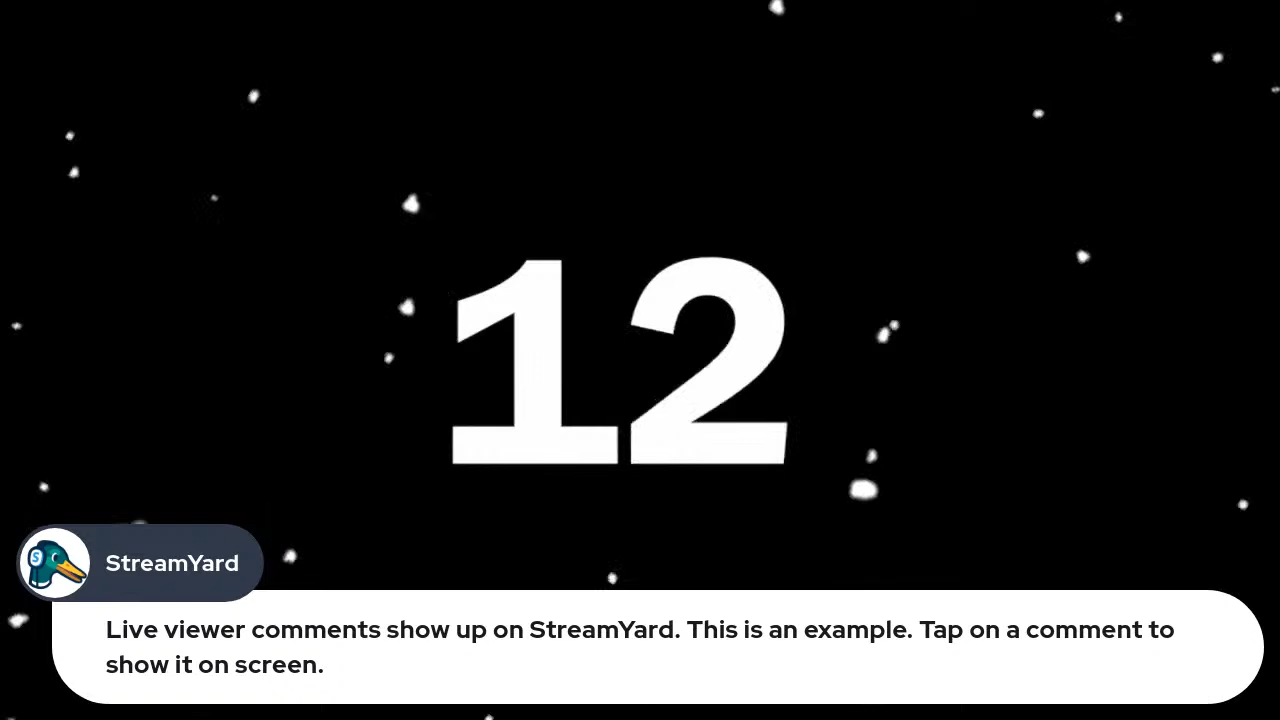 12
S
StreamYard
Live viewer comments show up on StreamYard. This is an example. Tap on a comment to
show it on screen.